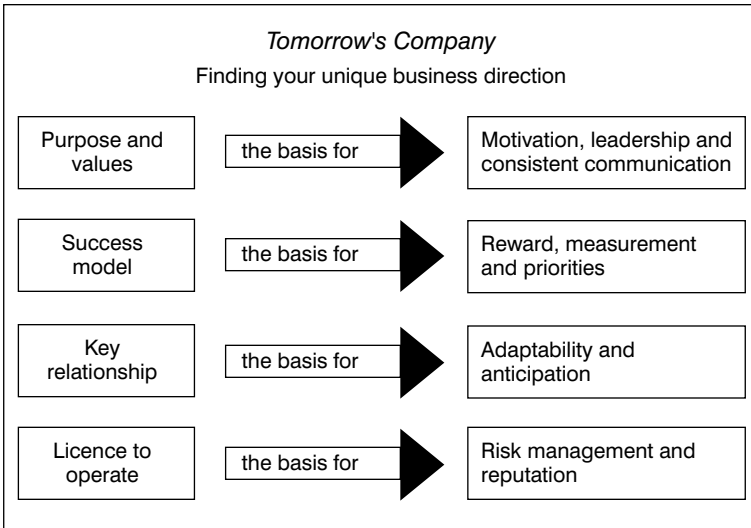 Tomorrow's Company
Finding your unique business direction
Purpose and
values
the basis for
Motivation, leadership and
consistent communication
Success
model
the basis for
Reward, measurement
and priorities
Key
relationship
the basis for
Adaptability and
anticipation
Licence to
operate
the basis for
Risk management and
reputation